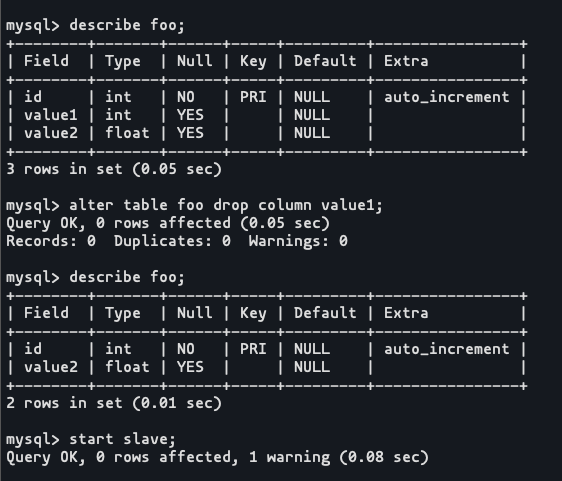 mysql> describe foo;
+--------+-------+------+-----+---------+----------------+
| Field  | Type  | Null | Key | Default | Extra          |
+--------+-------+------+-----+---------+----------------+
| id     | int   | NO   | PRI | NULL    | auto_increment |
| value1 | int   | YES  |     | NULL    |                |
| value2 | float | YES  |     | NULL    |                |
+--------+-------+------+-----+---------+----------------+
3 rows in set (0.05 sec)
mysql> alter table foo drop column value1;
Query OK, 0 rows affected (0.05 sec)
Records: 0  Duplicates: 0  Warnings: 0
mysql> describe foo;
+--------+-------+------+-----+---------+----------------+
| Field  | Type  | Null | Key | Default | Extra          |
+--------+-------+------+-----+---------+----------------+
| id     | int   | NO   | PRI | NULL    | auto_increment |
| value2 | float | YES  |     | NULL    |                |
+--------+-------+------+-----+---------+----------------+
2 rows in set (0.01 sec)
mysql> start slave;
Query OK, 0 rows affected, 1 warning (0.08 sec)